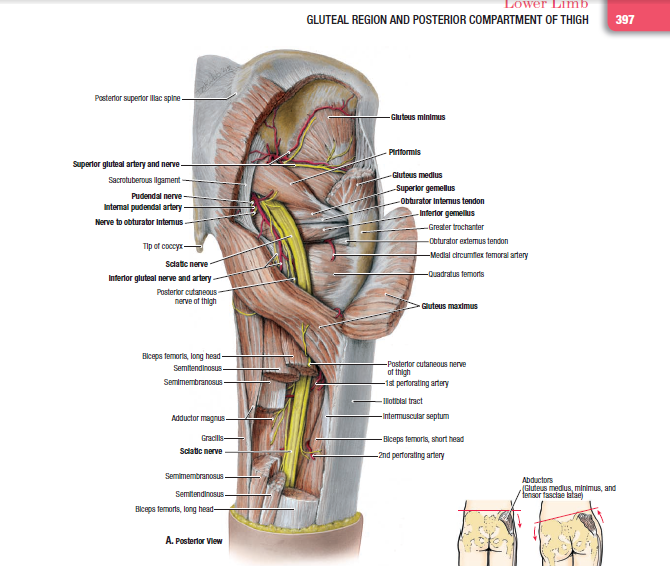 Lower Limb
GLUTEAL REGION AND POSTERIOR COMPARTMENT OF THIGH
397
Posterior superior iliac spine
Superior gluteal artery and nerve
Sacrotuberous ligament
Pudendal nerve
Internal pudendal artery
Nerve to obturator internus
Tip of coccyx
Sciatic nerve
Inferior gluteal nerve and artery
Posterior cutaneous
nerve of thigh
Biceps femoris, long head
Semitendinosus
Semimembranosus
Adductor magnus
Gracilis
Sciatic nerve
Semimembranosus
Semitendinosus
Biceps femoris, long head
A. Posterior View
Gluteus minimus
Piriformis
Gluteus medius
Superior gemellus
Obturator internus tendon
Inferior gemellus
Greater trochanter
Obturator externus tendon
Medial circumflex femoral artery
Quadratus femoris
Gluteus maximus
Posterior cutaneous nerve
of thigh
1st perforating artery
Iliotibial tract
Intermuscular septum
Biceps femoris, short head
2nd perforating artery
Abductors
(Gluteus medius, minimus, and
tensor fasciae latae)